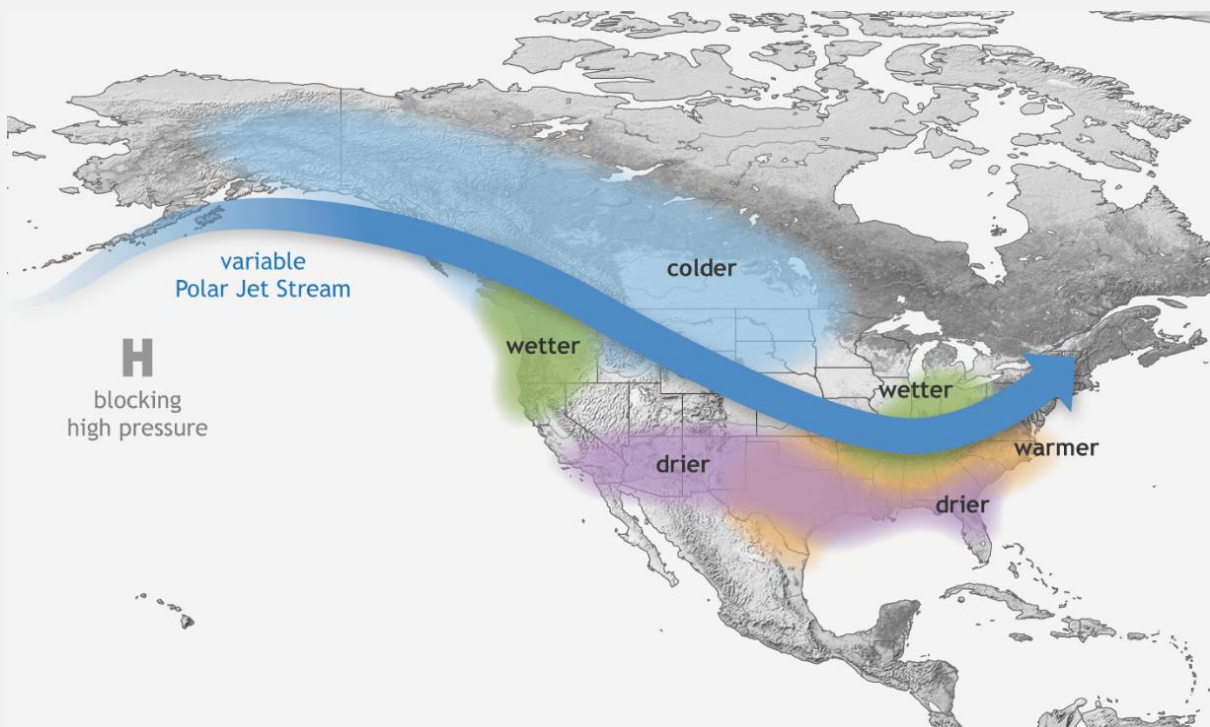 variable
Polar Jet Stream
colder
H
blocking
high pressure
wetter
wetter
warmer
drier
drier